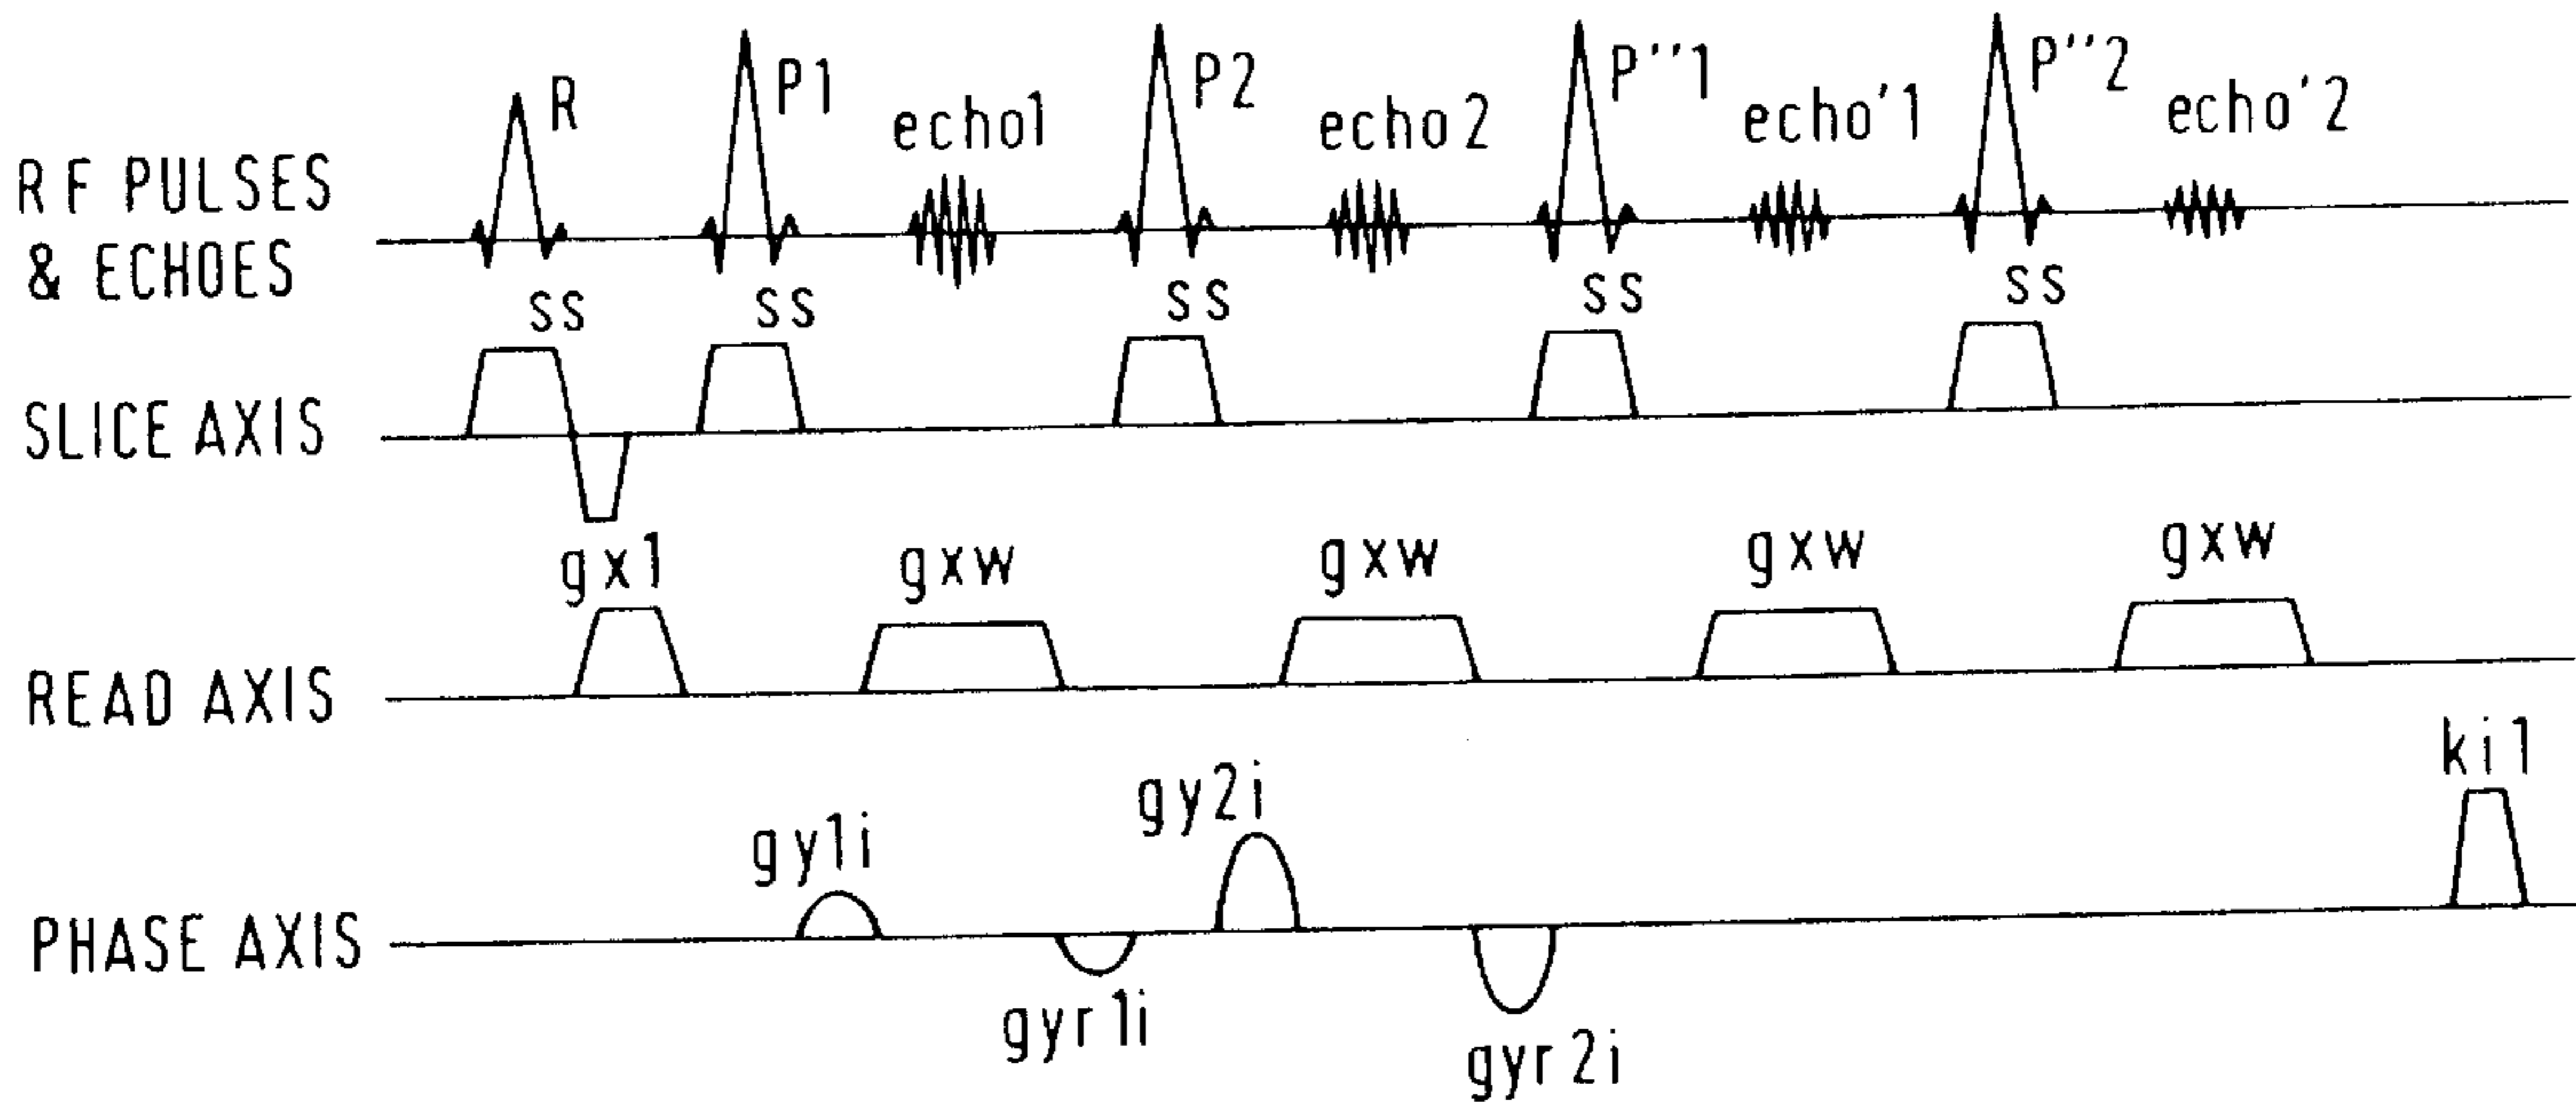 R P1 echo1 P2 echo2 P''1 echo'1 P''2 echo'2
RF PULSES
& ECHOES
ss ss ss ss ss
SLICE AXIS
gx1 gxw gxw gxw gxw
READ AXIS
gy1i gy2i ki1
PHASE AXIS
gyr1i gyr2i